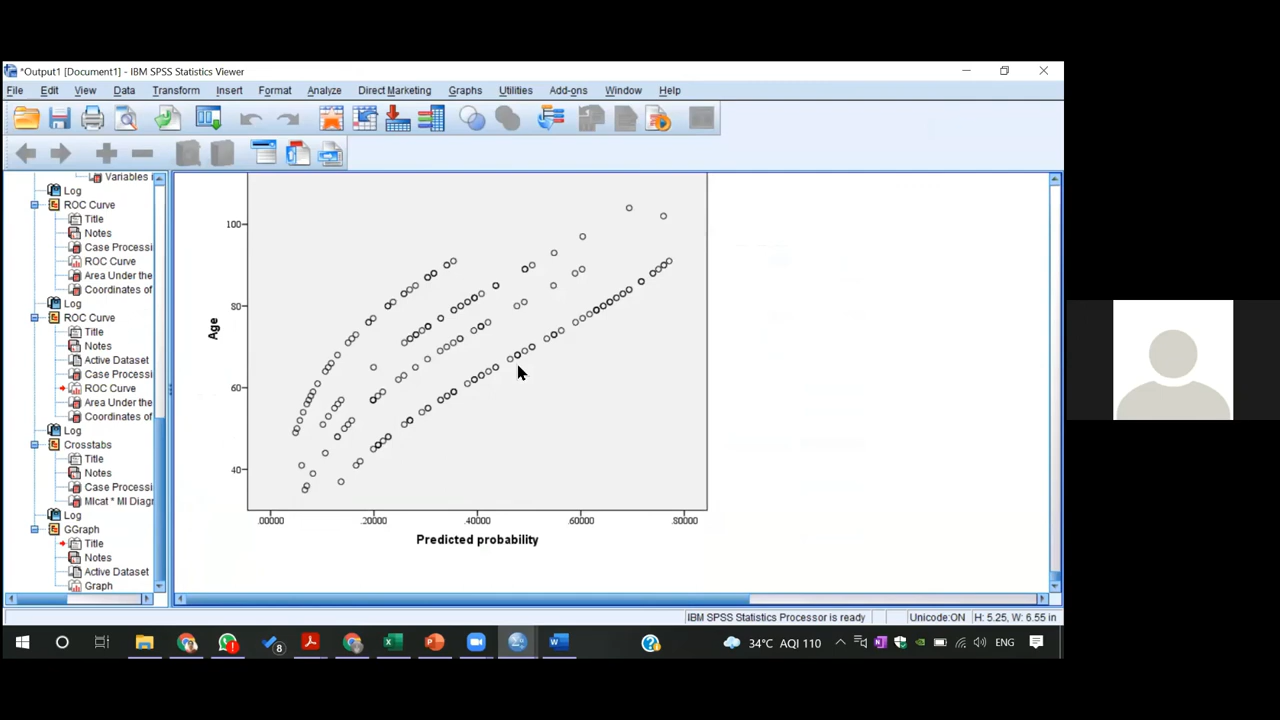 *Output1 [Document1] - IBM SPSS Statistics Viewer
File Edit View Data Transform Insert Format Analyze Direct Marketing Graphs Utilities Add-ons Window Help
Variables i
Log
ROC Curve
Title
Notes
Case Processi
ROC Curve
Area Under the
Coordinates of
Log
ROC Curve
Title
Notes
Active Dataset
Case Processi
ROC Curve
Area Under the
Coordinates of
Log
Crosstabs
Title
Notes
Case Processi
MIcat * MI Diagr
Log
GGraph
Title
Notes
Active Dataset
Graph
100
80
60
40
Age
.00000 .20000 .40000 .60000 .80000
Predicted probability
IBM SPSS Statistics Processor is ready Unicode:ON H: 5.25, W: 6.55 in
8 34°C AQI 110 ENG